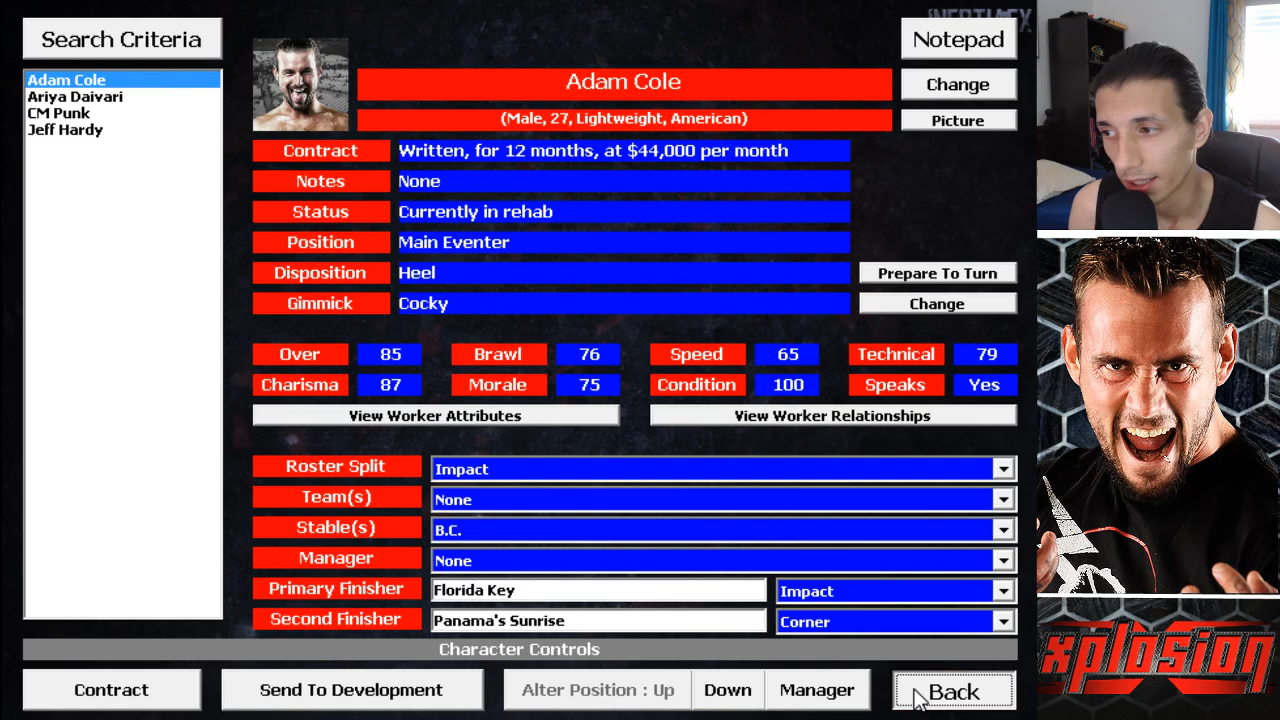 Search Criteria
Notepad
Adam Cole
Ariya Daivari
CM Punk
Jeff Hardy
Adam Cole
(Male, 27, Lightweight, American)
Change
Picture
Contract Written, for 12 months, at $44,000 per month
Notes None
Status Currently in rehab
Position Main Eventer
Disposition Heel Prepare To Turn
Gimmick Cocky Change
Over 85 Brawl 76 Speed 65 Technical 79
Charisma 87 Morale 75 Condition 100 Speaks Yes
View Worker Attributes View Worker Relationships
Roster Split Impact
Team(s) None
Stable(s) B.C.
Manager None
Primary Finisher Florida Key Impact
Second Finisher Panama's Sunrise Corner
Character Controls
Contract Send To Development Alter Position : Up Down Manager Back
xplosion